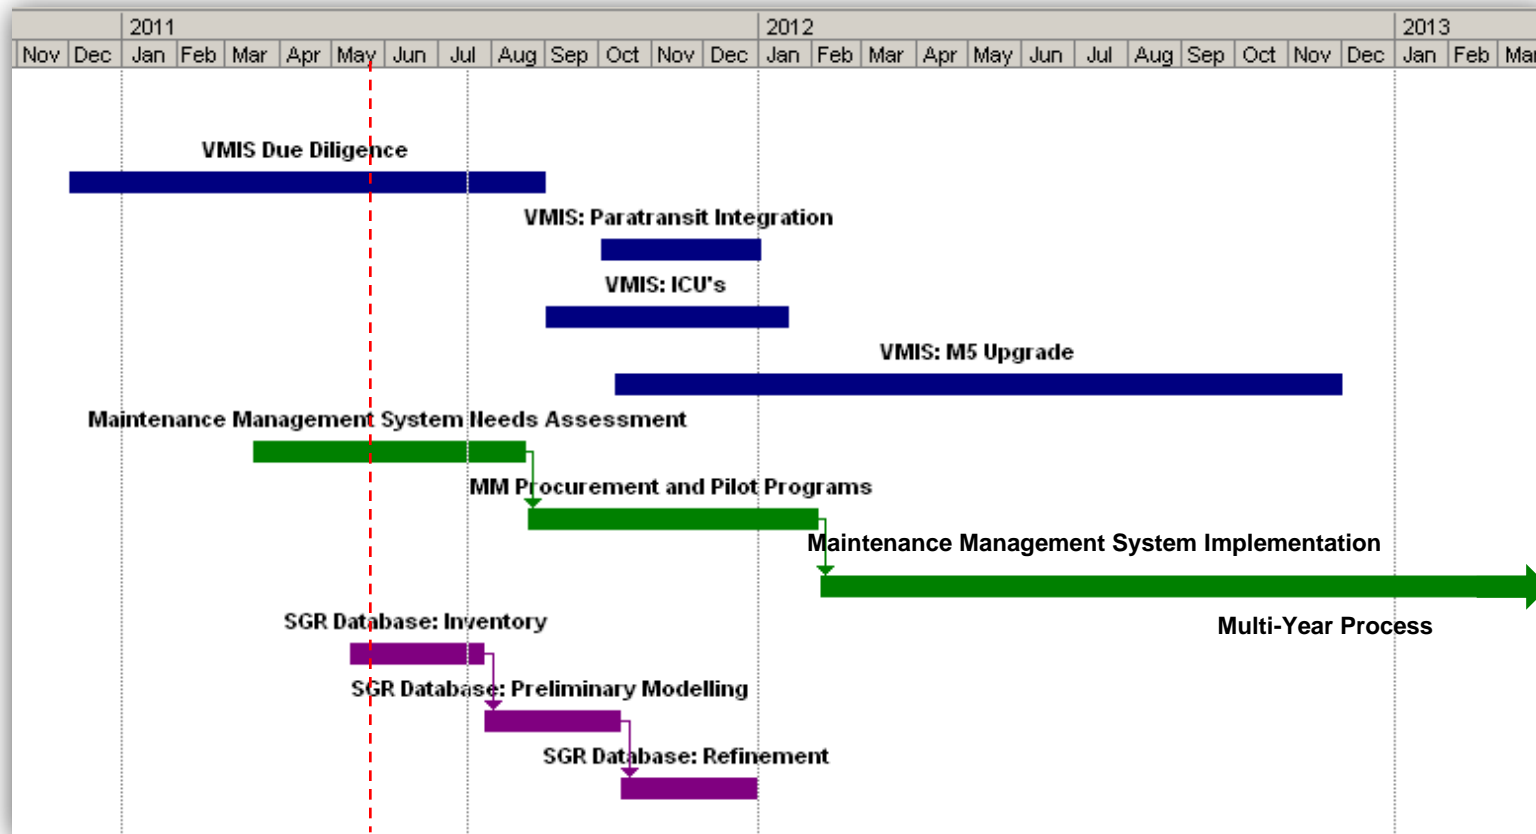 2011 2012 2013
Nov Dec Jan Feb Mar Apr May Jun Jul Aug Sep Oct Nov Dec Jan Feb Mar Apr May Jun Jul Aug Sep Oct Nov Dec Jan Feb Mar
VMIS Due Diligence
VMIS: Paratransit Integration
VMIS: ICU's
VMIS: M5 Upgrade
Maintenance Management System Needs Assessment
MM Procurement and Pilot Programs
Maintenance Management System Implementation
SGR Database: Inventory
Multi-Year Process
SGR Database: Preliminary Modelling
SGR Database: Refinement